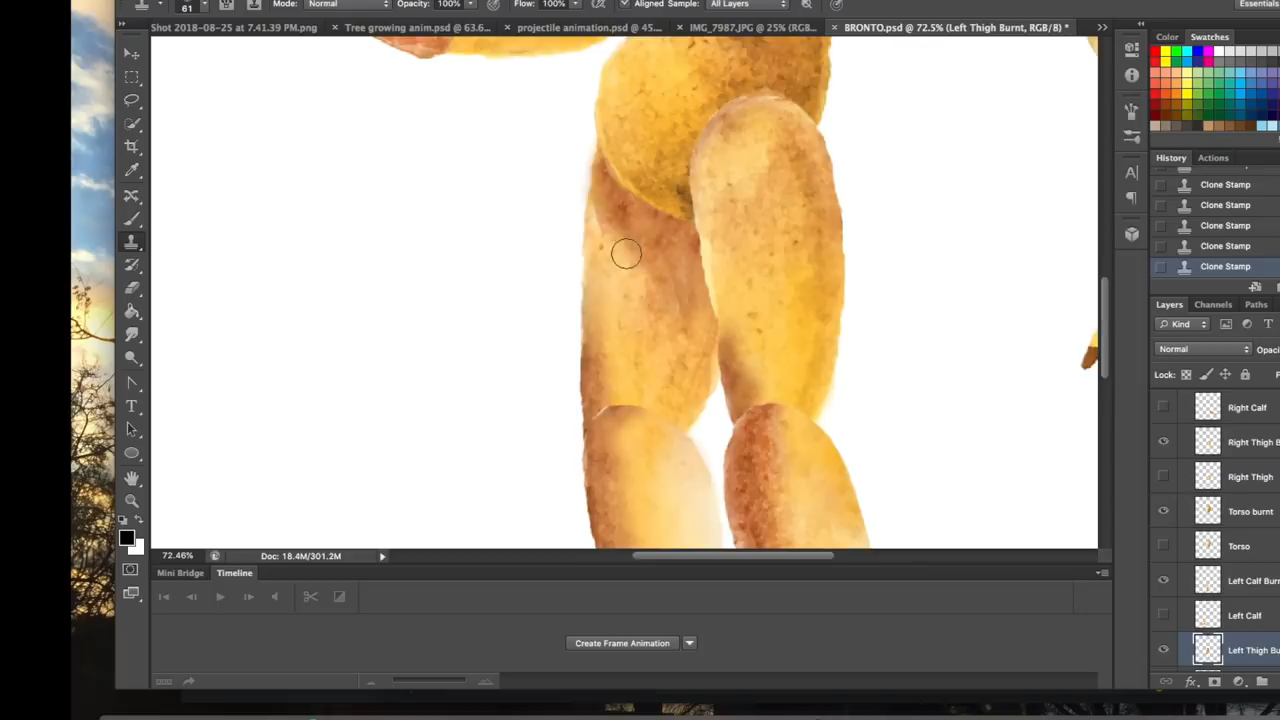 61 Mode: Normal Opacity: 100% Flow: 100% Aligned Sample: All Layers Essentials
Shot 2018-08-25 at 7.41.39 PM.png × Tree growing anim.psd @ 63.6... × projectile animation.psd @ 45.... × IMG_7987.JPG @ 25% (RGB... × BRONTO.psd @ 72.5% (Left Thigh Burnt, RGB/8) *
Color Swatches
History Actions
Clone Stamp
Clone Stamp
Clone Stamp
Clone Stamp
Clone Stamp
Layers Channels Paths
Kind
Normal Opac
Lock:
Right Calf
Right Thigh B
Right Thigh
Torso burnt
Torso
Left Calf Bur
Left Calf
Left Thigh Bu
72.46% Doc: 18.4M/301.2M
Mini Bridge Timeline
Create Frame Animation